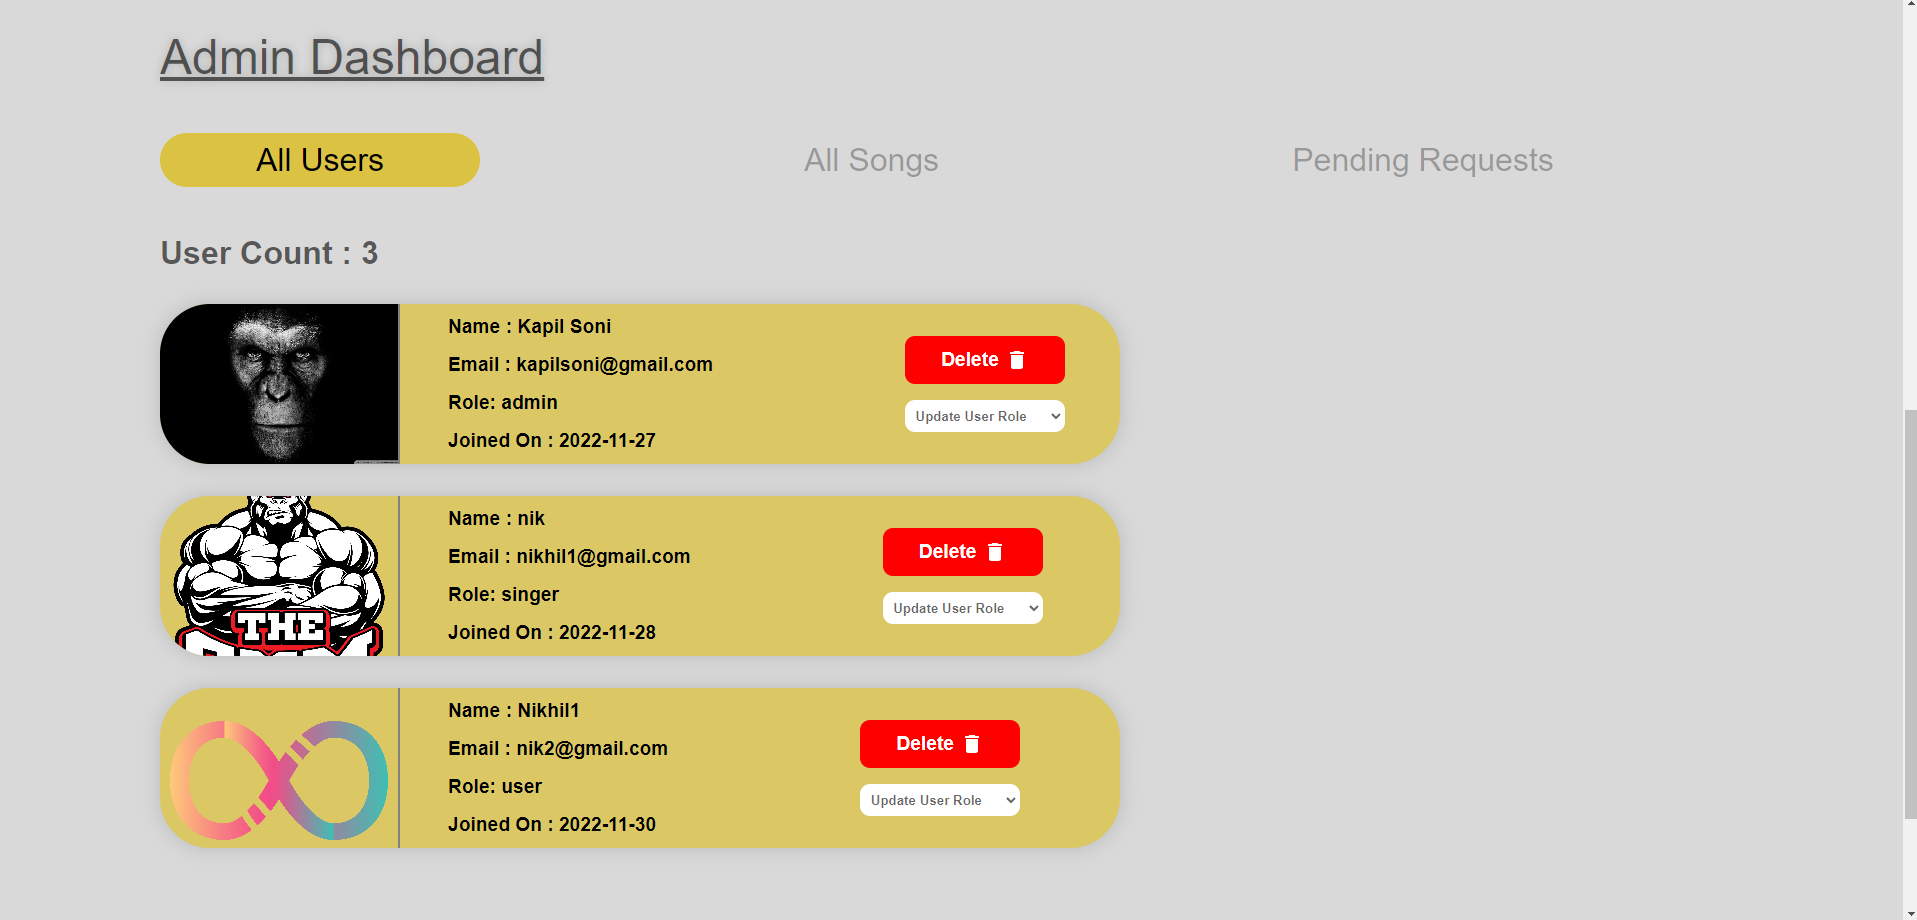 Admin Dashboard
All Users
All Songs
Pending Requests
User Count : 3
Name : Kapil Soni
Email : kapilsoni@gmail.com
Role: admin
Joined On : 2022-11-27
Delete
Update User Role
Name : nik
Email : nikhil1@gmail.com
Role: singer
Joined On : 2022-11-28
Delete
Update User Role
THE
Name : Nikhil1
Email : nik2@gmail.com
Role: user
Joined On : 2022-11-30
Delete
Update User Role